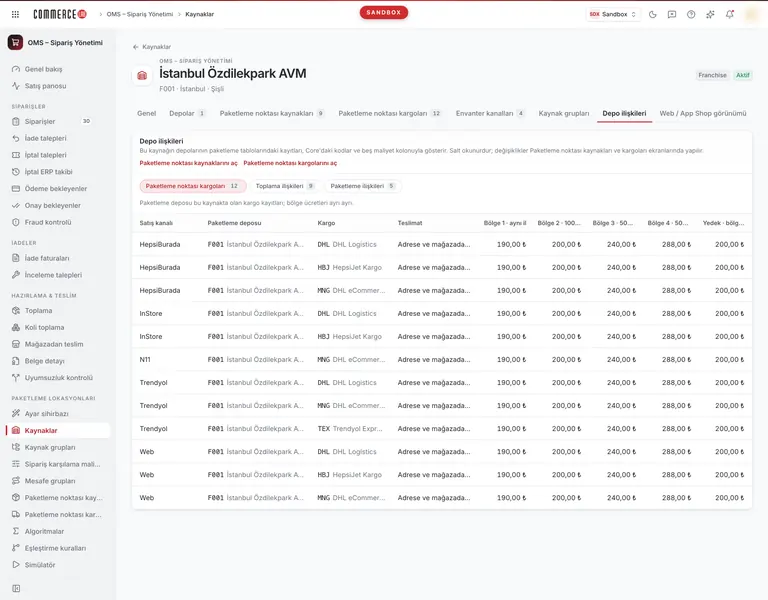 COMMERCE OS
OMS – Sipariş Yönetimi
Kaynaklar
SANDBOX
SDX Sandbox
OMS – Sipariş Yönetimi
Genel bakış
Satış panosu
SİPARİŞLER
Siparişler 30
İade talepleri
İptal talepleri
İptal ERP takibi
Ödeme bekleyenler
Onay bekleyenler
Fraud kontrolü
İADELER
İade faturaları
İnceleme talepleri
HAZIRLAMA & TESLİM
Toplama
Koli toplama
Mağazadan teslim
Belge detayı
Uyumsuzluk kontrolü
PAKETLEME LOKASYONLARI
Ayar sihirbazı
Kaynaklar
Kaynak grupları
Sipariş karşılama mali...
Mesafe grupları
Paketleme noktası kay...
Paketleme noktası kar...
Algoritmalar
Eşleştirme kuralları
Simülatör
Kaynaklar
OMS – SİPARİŞ YÖNETİMİ
İstanbul Özdilekpark AVM
F001 · İstanbul · Şişli
Franchise Aktif
Genel Depolar 1 Paketleme noktası kaynakları 9 Paketleme noktası kargoları 12 Envanter kanalları 4 Kaynak grupları Depo ilişkileri Web / App Shop görünümü
Depo ilişkileri
Bu kaynağın depolarının paketleme tablolarındaki kayıtları, Core'daki kodlar ve beş maliyet kolonuyla gösterir. Salt okunurdur; değişiklikler Paketleme noktası kaynakları ve kargoları ekranlarında yapılır.
Paketleme noktası kaynaklarını aç Paketleme noktası kargolarını aç
Paketleme noktası kargoları 12 Toplama ilişkileri 9 Paketleme ilişkileri 5
Paketleme deposu bu kaynakta olan kargo kayıtları; bölge ücretleri ayrı ayrı.
Satış kanalı Paketleme deposu Kargo Teslimat Bölge 1 · aynı il Bölge 2 · 100... Bölge 3 · 50... Bölge 4 · 50... Yedek · bölg...
HepsiBurada F001 İstanbul Özdilekpark A... DHL DHL Logistics Adrese ve mağazada... 190,00 ₺ 200,00 ₺ 240,00 ₺ 288,00 ₺ 200,00 ₺
HepsiBurada F001 İstanbul Özdilekpark A... HBJ HepsiJet Kargo Adrese ve mağazada... 190,00 ₺ 200,00 ₺ 240,00 ₺ 288,00 ₺ 200,00 ₺
HepsiBurada F001 İstanbul Özdilekpark A... MNG DHL eCommer... Adrese ve mağazada... 190,00 ₺ 200,00 ₺ 240,00 ₺ 288,00 ₺ 200,00 ₺
InStore F001 İstanbul Özdilekpark A... DHL DHL Logistics Adrese ve mağazada... 190,00 ₺ 200,00 ₺ 240,00 ₺ 288,00 ₺ 200,00 ₺
InStore F001 İstanbul Özdilekpark A... HBJ HepsiJet Kargo Adrese ve mağazada... 190,00 ₺ 200,00 ₺ 240,00 ₺ 288,00 ₺ 200,00 ₺
N11 F001 İstanbul Özdilekpark A... MNG DHL eCommer... Adrese ve mağazada... 190,00 ₺ 200,00 ₺ 240,00 ₺ 288,00 ₺ 200,00 ₺
Trendyol F001 İstanbul Özdilekpark A... DHL DHL Logistics Adrese ve mağazada... 190,00 ₺ 200,00 ₺ 240,00 ₺ 288,00 ₺ 200,00 ₺
Trendyol F001 İstanbul Özdilekpark A... MNG DHL eCommer... Adrese ve mağazada... 190,00 ₺ 200,00 ₺ 240,00 ₺ 288,00 ₺ 200,00 ₺
Trendyol F001 İstanbul Özdilekpark A... TEX Trendyol Expr... Adrese ve mağazada... 190,00 ₺ 200,00 ₺ 240,00 ₺ 288,00 ₺ 200,00 ₺
Web F001 İstanbul Özdilekpark A... DHL DHL Logistics Adrese ve mağazada... 190,00 ₺ 200,00 ₺ 240,00 ₺ 288,00 ₺ 200,00 ₺
Web F001 İstanbul Özdilekpark A... HBJ HepsiJet Kargo Adrese ve mağazada... 190,00 ₺ 200,00 ₺ 240,00 ₺ 288,00 ₺ 200,00 ₺
Web F001 İstanbul Özdilekpark A... MNG DHL eCommer... Adrese ve mağazada... 190,00 ₺ 200,00 ₺ 240,00 ₺ 288,00 ₺ 200,00 ₺